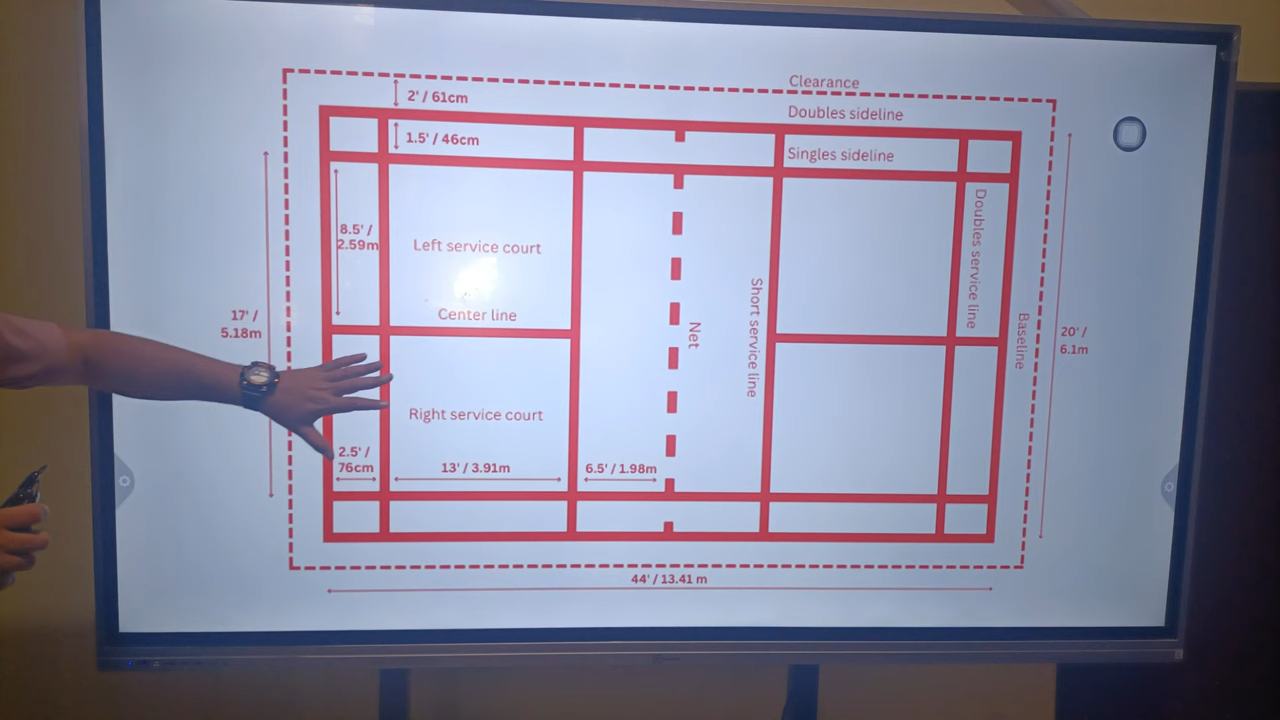 Clearance
2' / 61cm
Doubles sideline
1.5' / 46cm
Singles sideline
8.5' /
2.59m
Left service court
Center line
17' /
5.18m
Net
Short service line
Doubles service line
Baseline
20' /
6.1m
Right service court
2.5' /
76cm
13' / 3.91m
6.5' / 1.98m
44' / 13.41 m